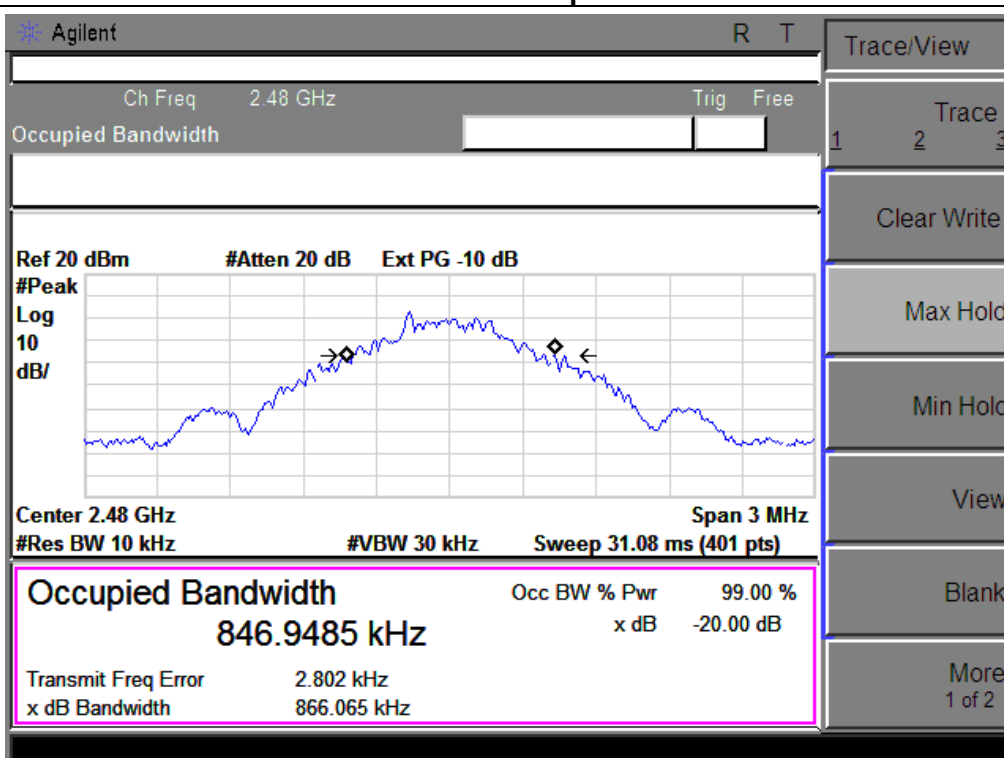 Agilent R T
Ch Freq 2.48 GHz Trig Free
Occupied Bandwidth
Ref 20 dBm #Atten 20 dB Ext PG -10 dB
#Peak
Log
10
dB/
Center 2.48 GHz Span 3 MHz
#Res BW 10 kHz #VBW 30 kHz Sweep 31.08 ms (401 pts)
Occupied Bandwidth Occ BW % Pwr 99.00 %
846.9485 kHz x dB -20.00 dB
Transmit Freq Error 2.802 kHz
x dB Bandwidth 866.065 kHz
Trace/View
Trace
1 2 3
Clear Write
Max Hold
Min Hold
View
Blank
More
1 of 2